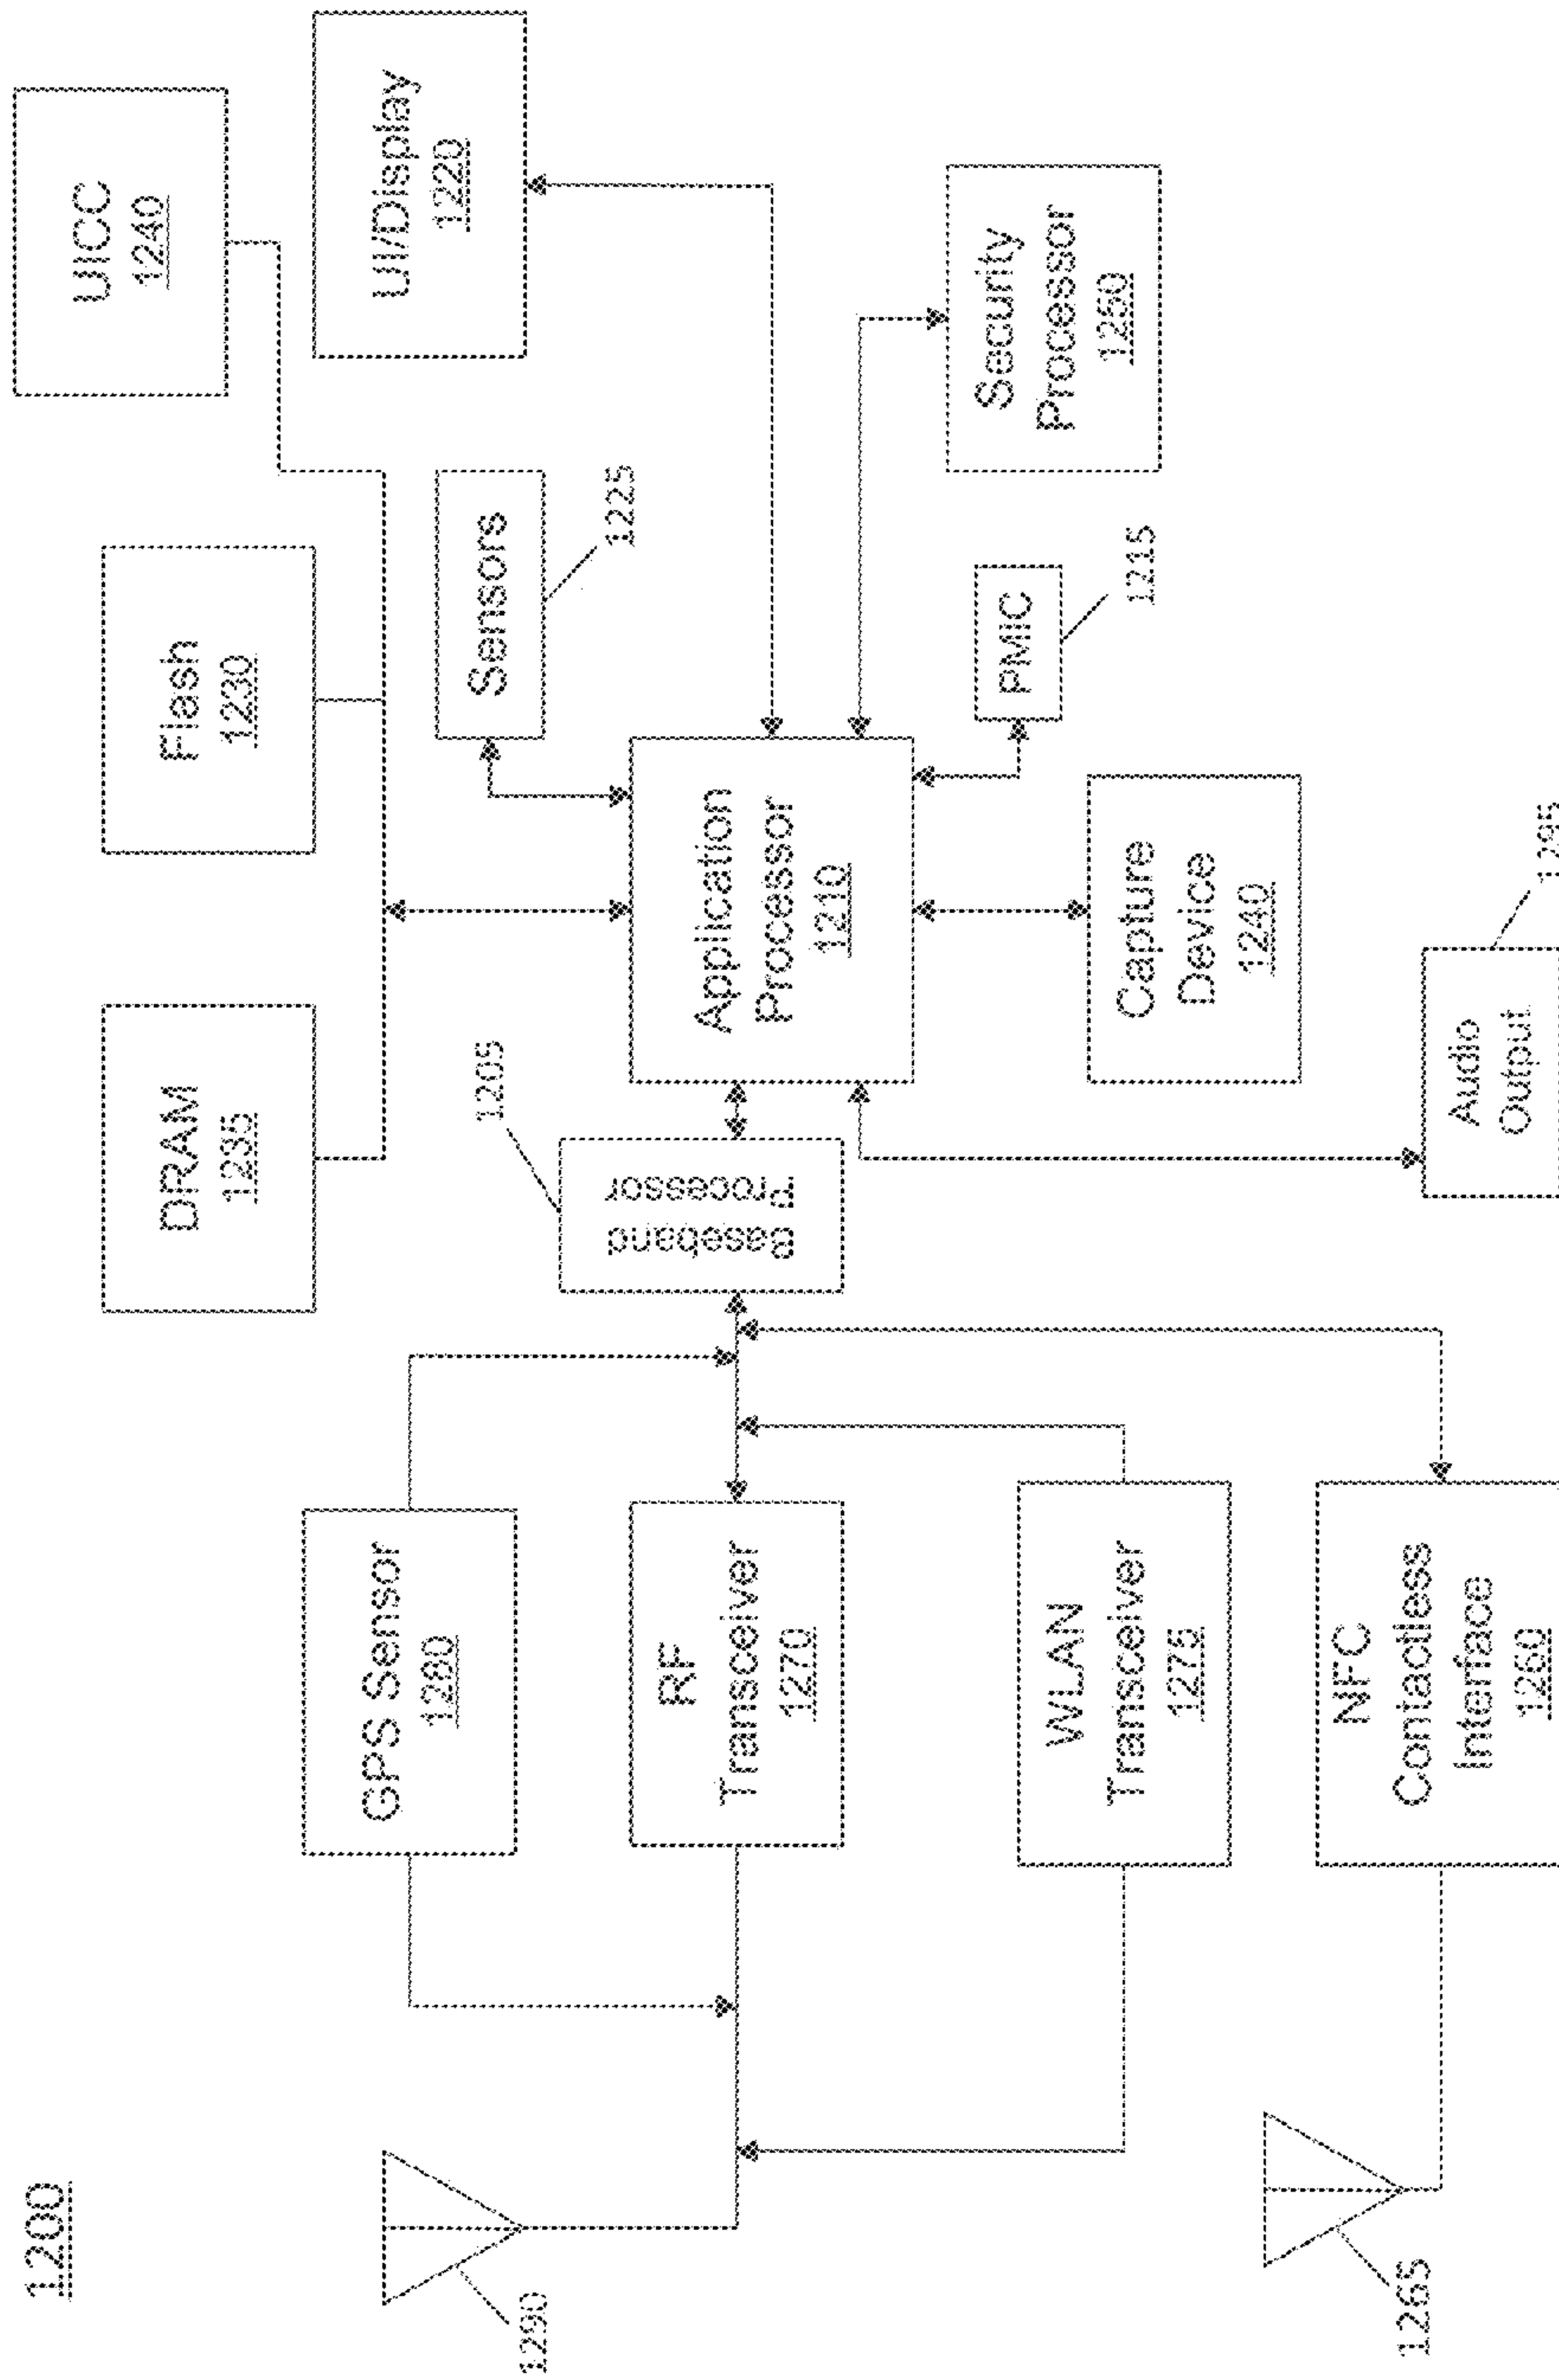 1200
UICC
1240
Flash
1230
DRAM
1235
UI/Display
1220
Sensors
1225
GPS Sensor
1280
1290
1205
Baseband
Processor
Application
Processor
1210
RF
Transceiver
1270
Security
Processor
1250
PMIC
1215
Capture
Device
1240
WLAN
Transceiver
1275
NFC
Contactless
Interface
1260
1265
Audio
Output
1295